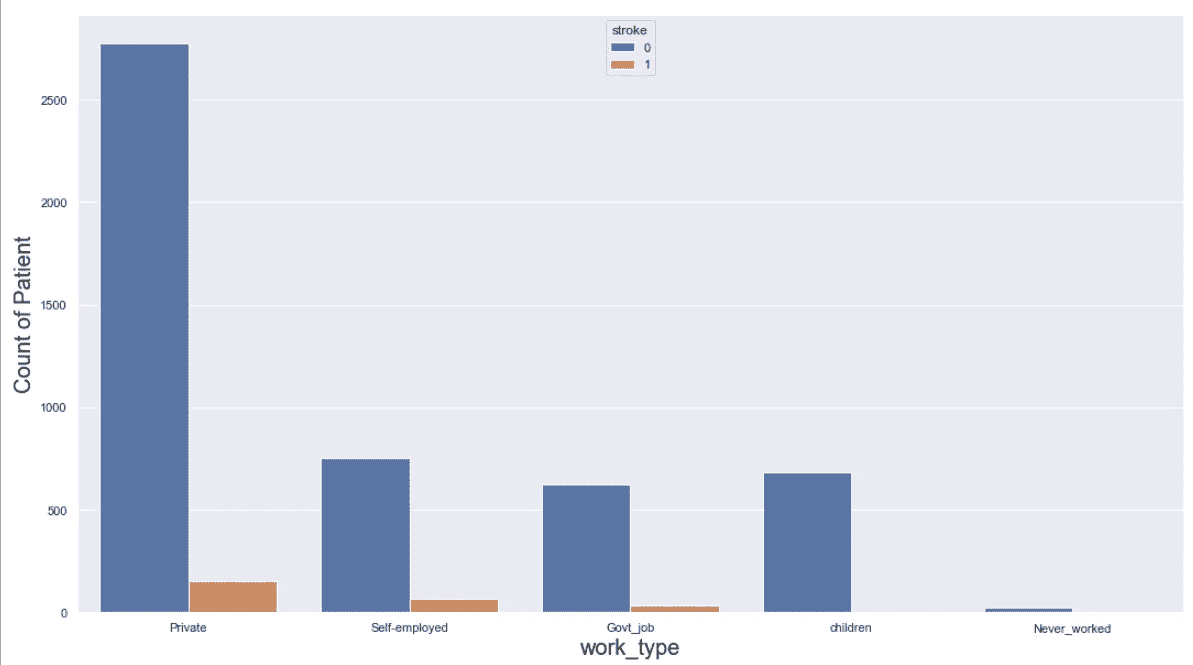 stroke
0
1
2500
2000
1500
1000
500
0
Count of Patient
Private
Self-employed
Govt_job
children
Never_worked
work_type